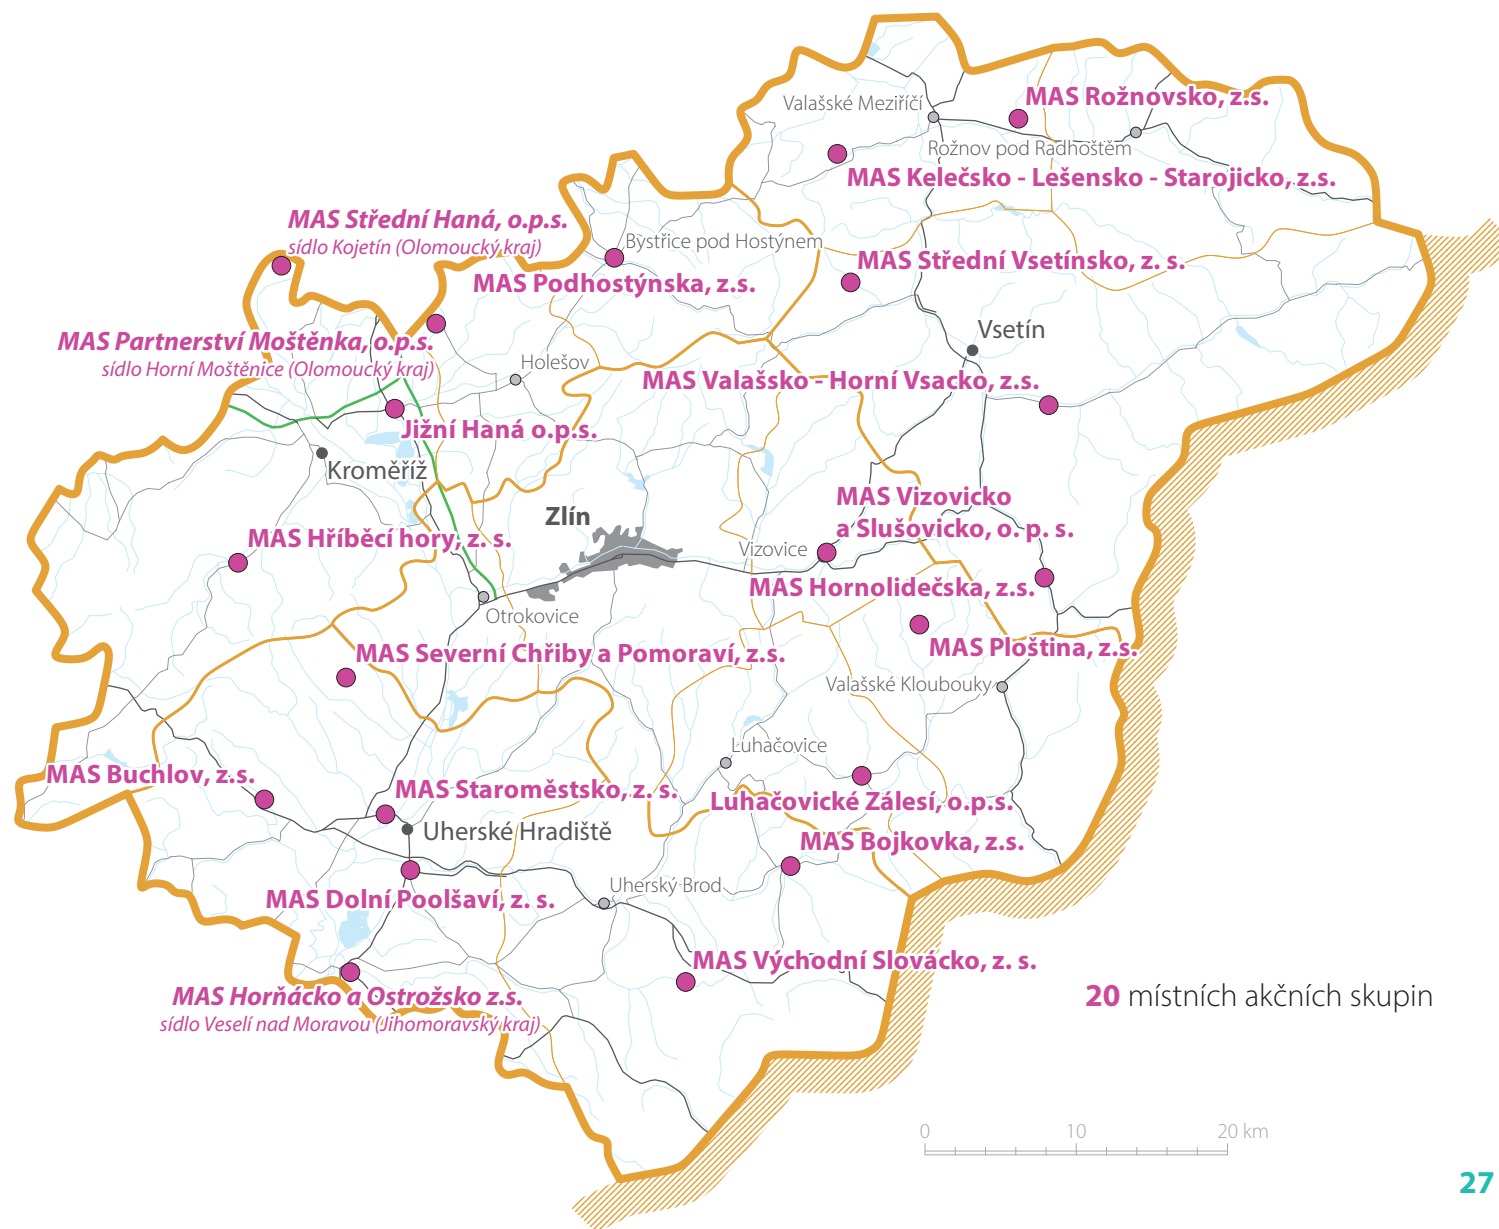 Valašské Meziříčí
MAS Rožnovsko, z.s.
Rožnov pod Radhoštěm
MAS Kelečsko - Lešensko - Starojicko, z.s.
MAS Střední Haná, o.p.s.
sídlo Kojetín (Olomoucký kraj)
Bystřice pod Hostýnem
MAS Střední Vsetínsko, z. s.
MAS Podhostýnska, z.s.
Vsetín
MAS Partnerství Moštěnka, o.p.s.
sídlo Horní Moštěnice (Olomoucký kraj)
Holešov
MAS Valašsko - Horní Vsacko, z.s.
Jižní Haná o.p.s.
Kroměříž
MAS Vizovicko
a Slušovicko, o. p. s.
Zlín
MAS Hříběcí hory, z. s.
Vizovice
MAS Hornolidečska, z.s.
Otrokovice
MAS Ploština, z.s.
MAS Severní Chřiby a Pomoraví, z.s.
Valašské Klobouky
Luhačovice
MAS Buchlov, z.s.
MAS Staroměstsko, z. s.
Luhačovické Zálesí, o.p.s.
Uherské Hradiště
MAS Bojkovka, z.s.
Uherský Brod
MAS Dolní Poolšaví, z. s.
MAS Východní Slovácko, z. s.
MAS Horňácko a Ostrožsko z.s.
sídlo Veselí nad Moravou (Jihomoravský kraj)
20 místních akčních skupin
0 10 20 km
27